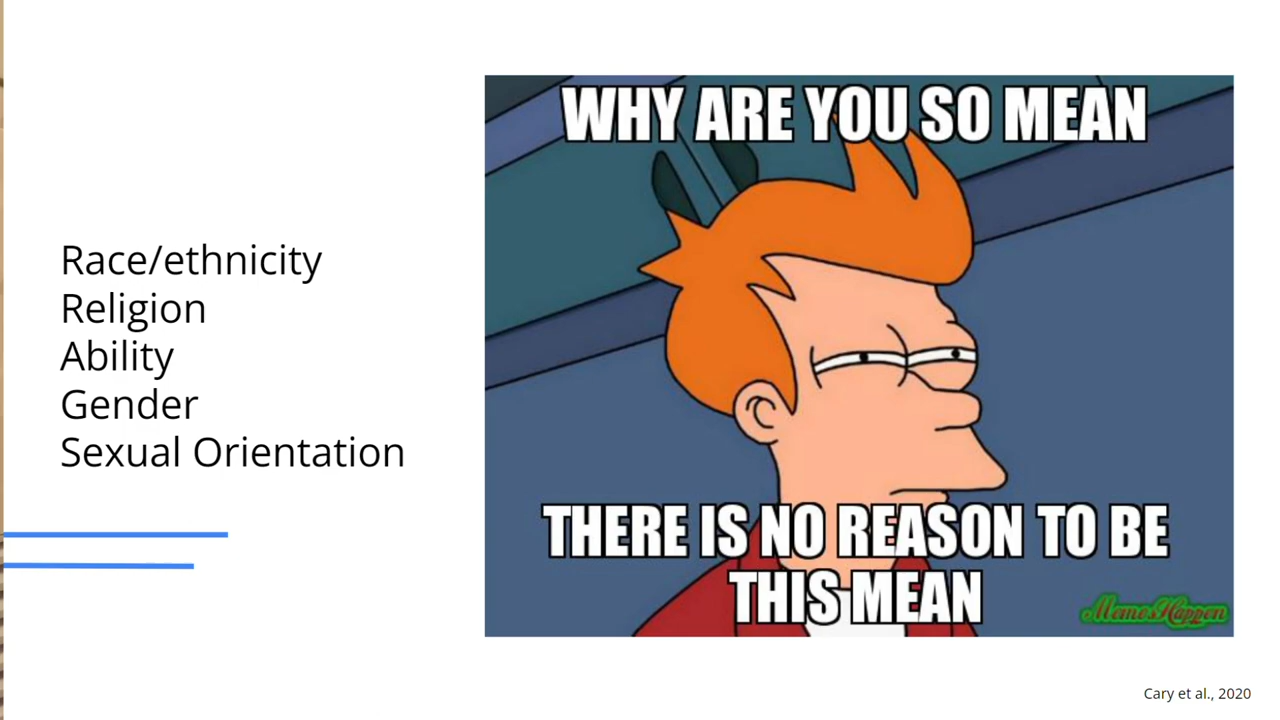 Race/ethnicity
Religion
Ability
Gender
Sexual Orientation
WHY ARE YOU SO MEAN
THERE IS NO REASON TO BE
THIS MEAN
MemesHappen
Cary et al., 2020